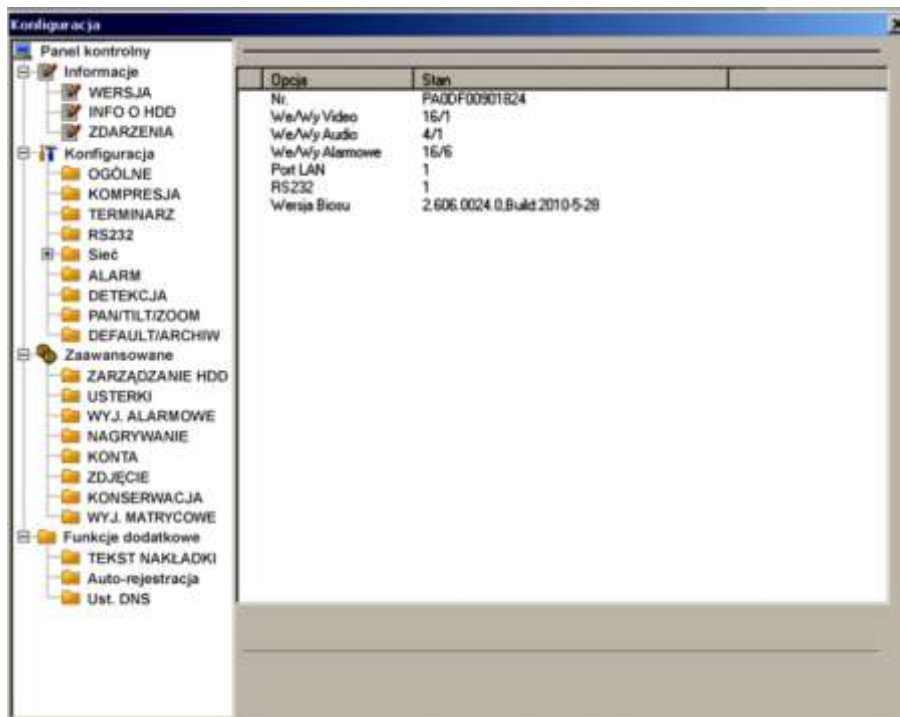 Konfiguracja
Panel kontrolny
Informacje
WERSJA
INFO O HDD
ZDARZENIA
Konfiguracja
OGÓLNE
KOMPRESJA
TERMINARZ
RS232
Sieć
ALARM
DETEKCJA
PAN/TILT/ZOOM
DEFAULT/ARCHIW
Zaawansowane
ZARZĄDZANIE HDD
USTERKI
WYJ. ALARMOWE
NAGRYWANIE
KONTA
ZDJĘCIE
KONSERWACJA
WYJ. MATRYCOWE
Funkcje dodatkowe
TEKST NAKŁADKI
Auto-rejestracja
Ust. DNS
Opcja Stan
Nr. PA0DF00901824
We/Wy Video 16/1
We/Wy Audio 4/1
We/Wy Alarmowe 16/6
Port LAN 1
RS232 1
Wersja Biosu 2.606.0024.0,Build:2010-5-28